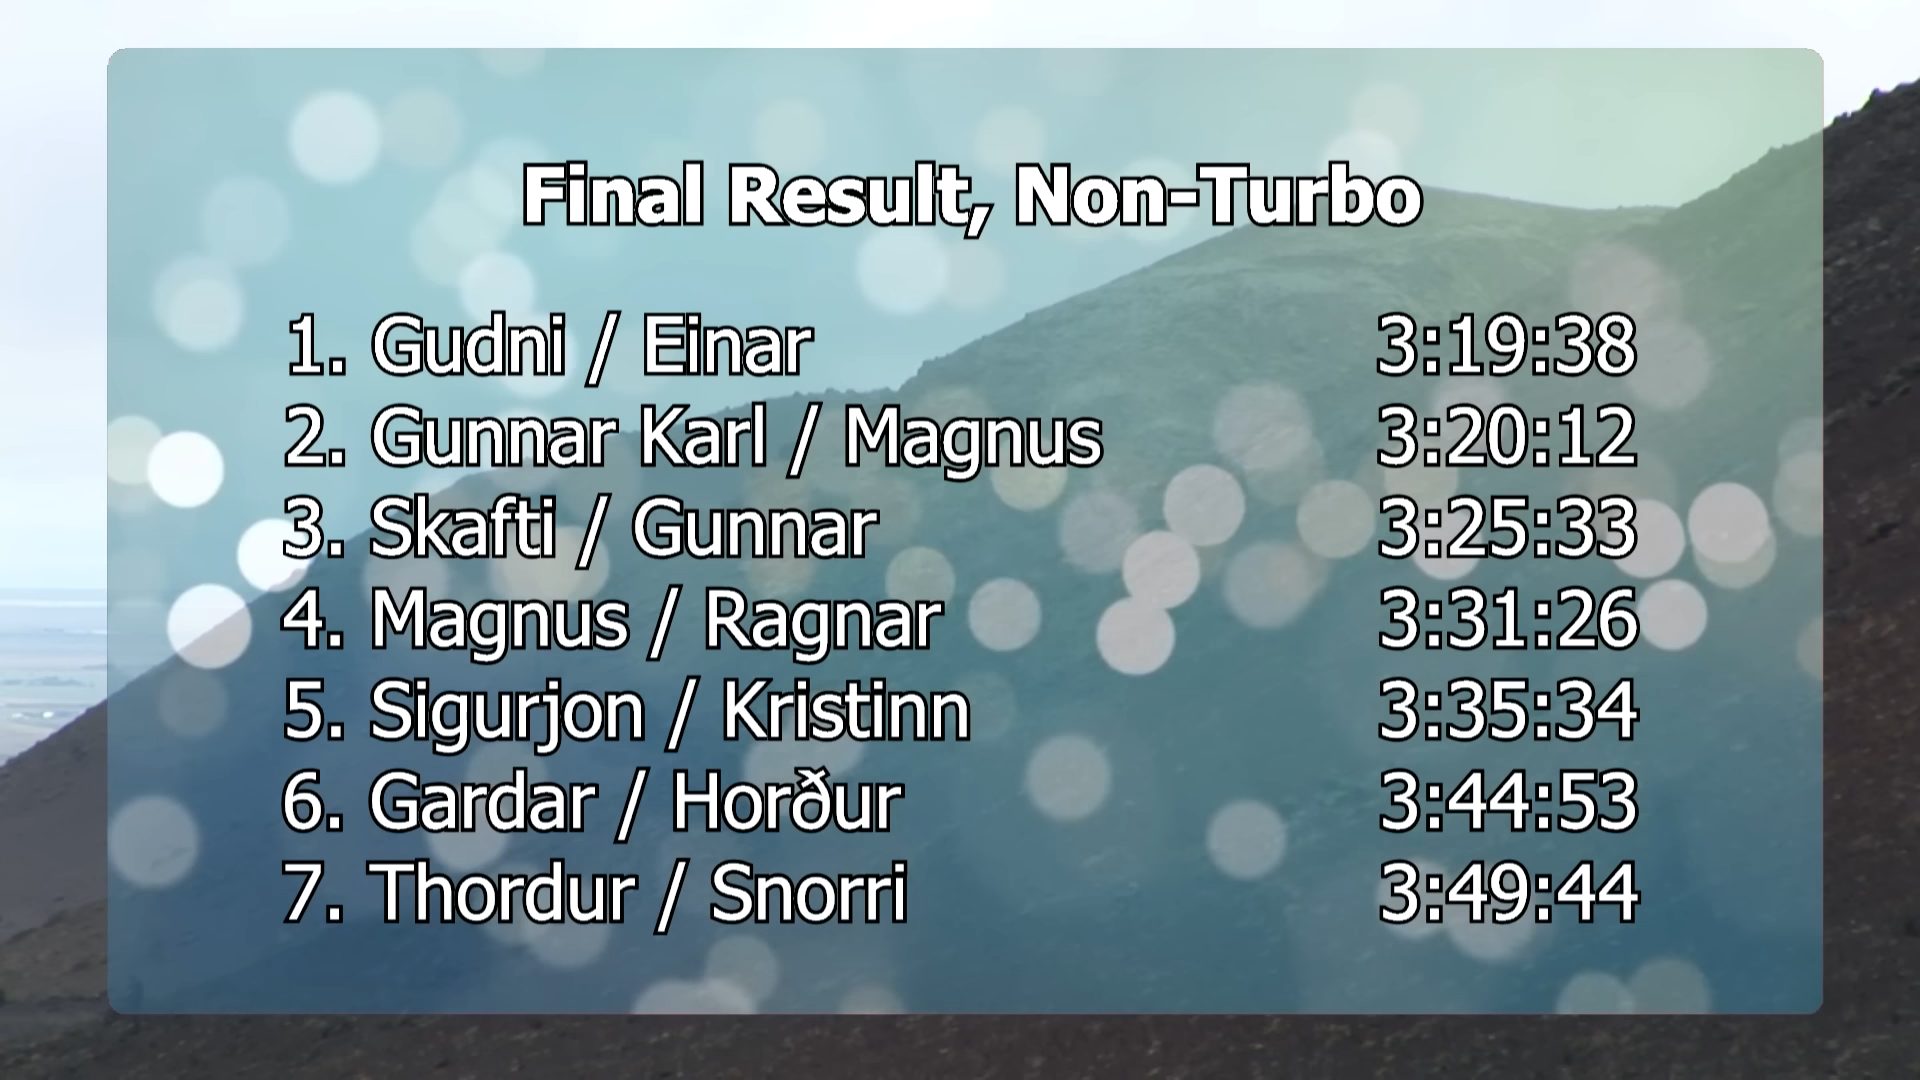 Final Result, Non-Turbo
1. Gudni / Einar 3:19:38
2. Gunnar Karl / Magnus 3:20:12
3. Skafti / Gunnar 3:25:33
4. Magnus / Ragnar 3:31:26
5. Sigurjon / Kristinn 3:35:34
6. Gardar / Horður 3:44:53
7. Thordur / Snorri 3:49:44